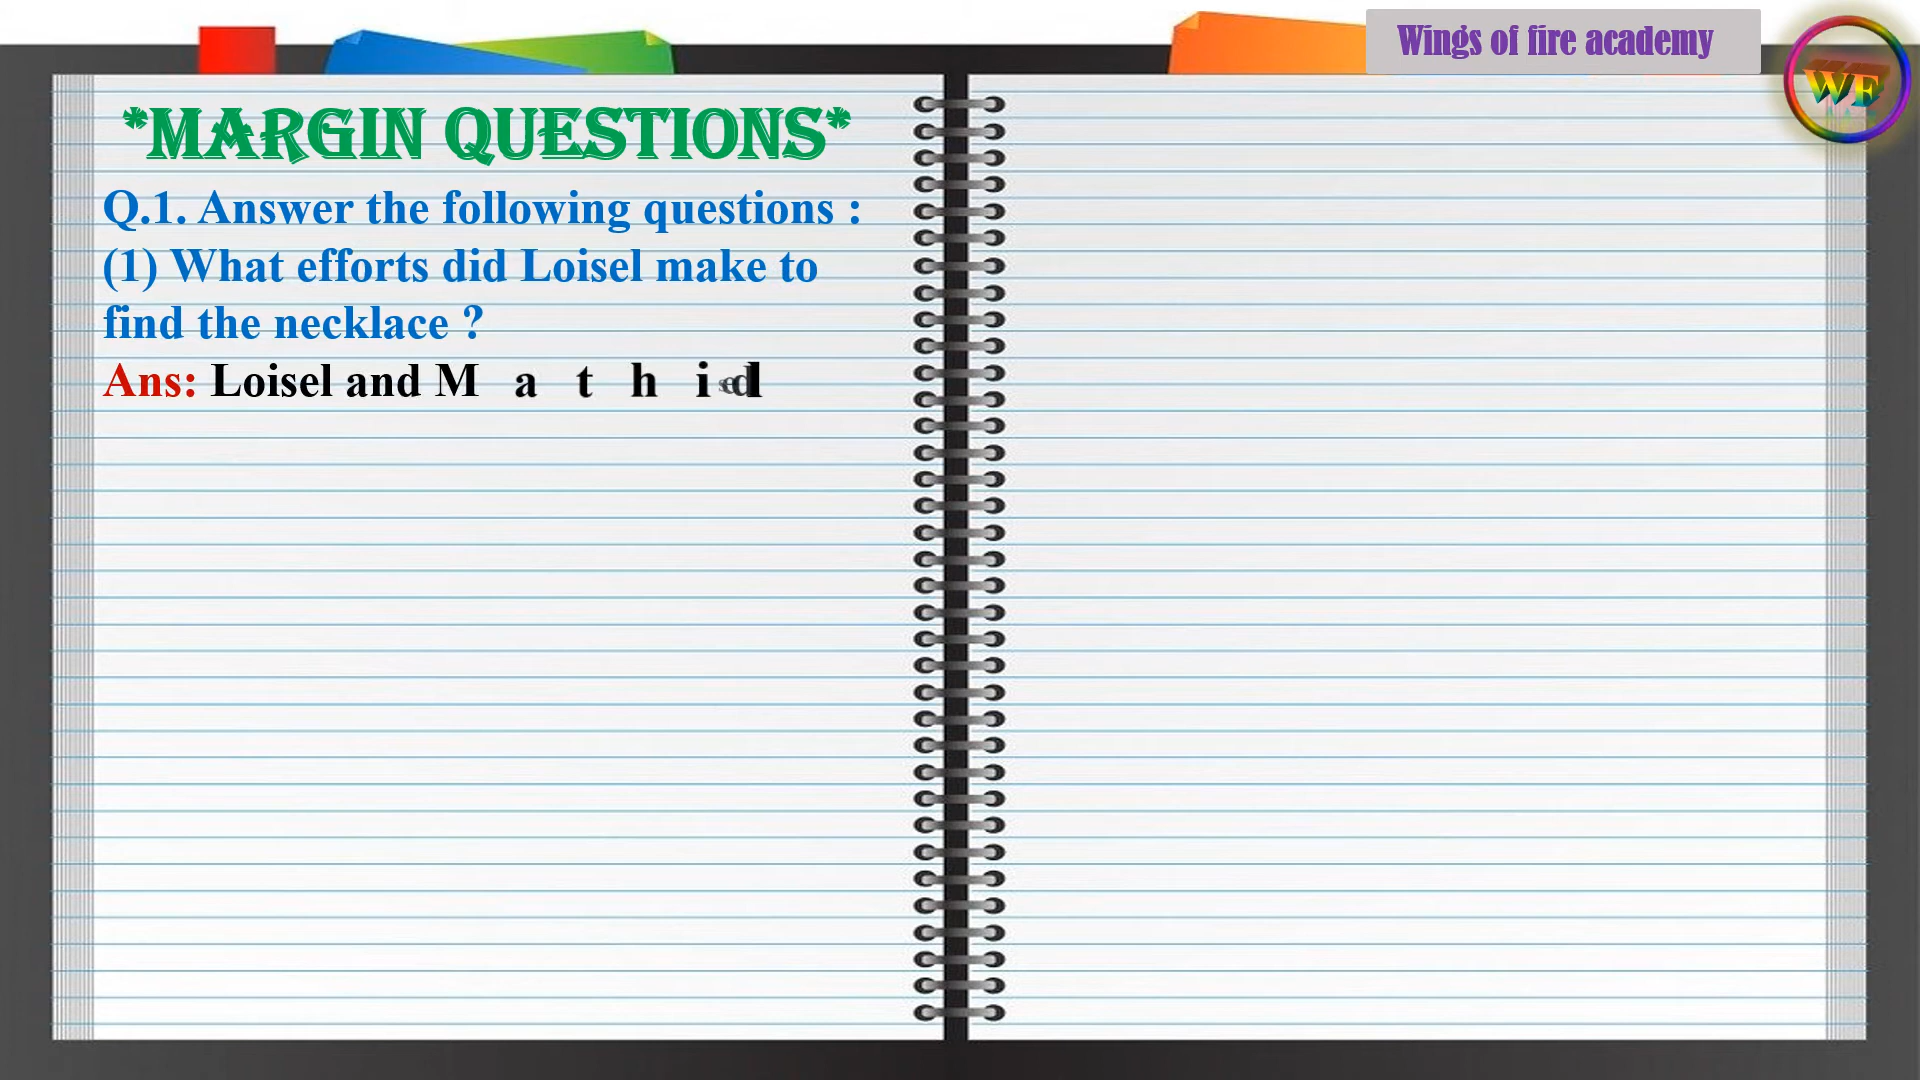 Wings of fire academy
WE
*MARGIN QUESTIONS*
Q.1. Answer the following questions :
(1) What efforts did Loisel make to
find the necklace ?
Ans: Loisel and